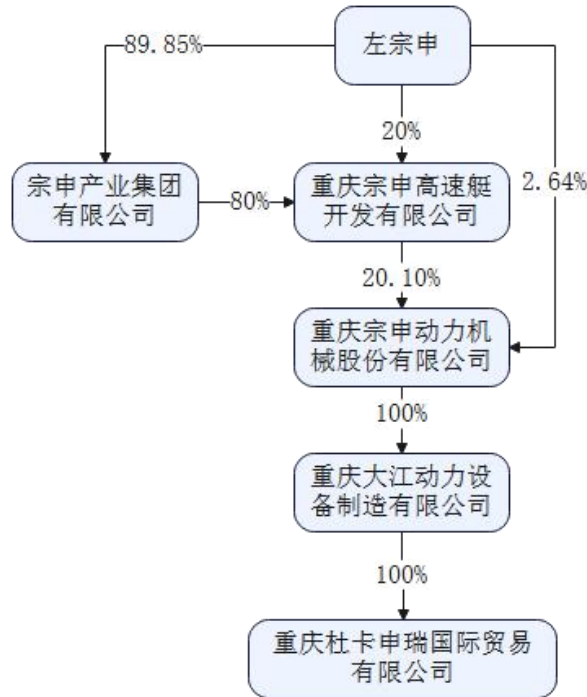 左宗申
89.85%
20%
2.64%
宗申产业集团
有限公司
80%
重庆宗申高速艇
开发有限公司
20.10%
重庆宗申动力机
械股份有限公司
100%
重庆大江动力设
备制造有限公司
100%
重庆杜卡申瑞国际贸易
有限公司